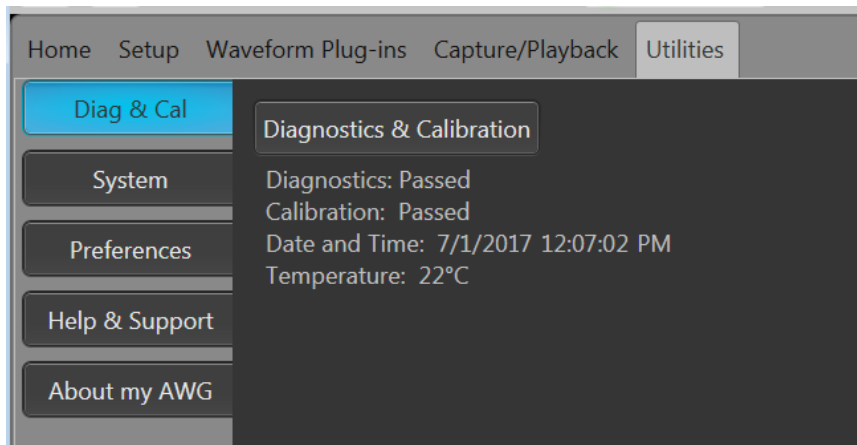 Home Setup Waveform Plug-ins Capture/Playback Utilities
Diag & Cal
System
Preferences
Help & Support
About my AWG
Diagnostics & Calibration
Diagnostics: Passed
Calibration: Passed
Date and Time: 7/1/2017 12:07:02 PM
Temperature: 22°C